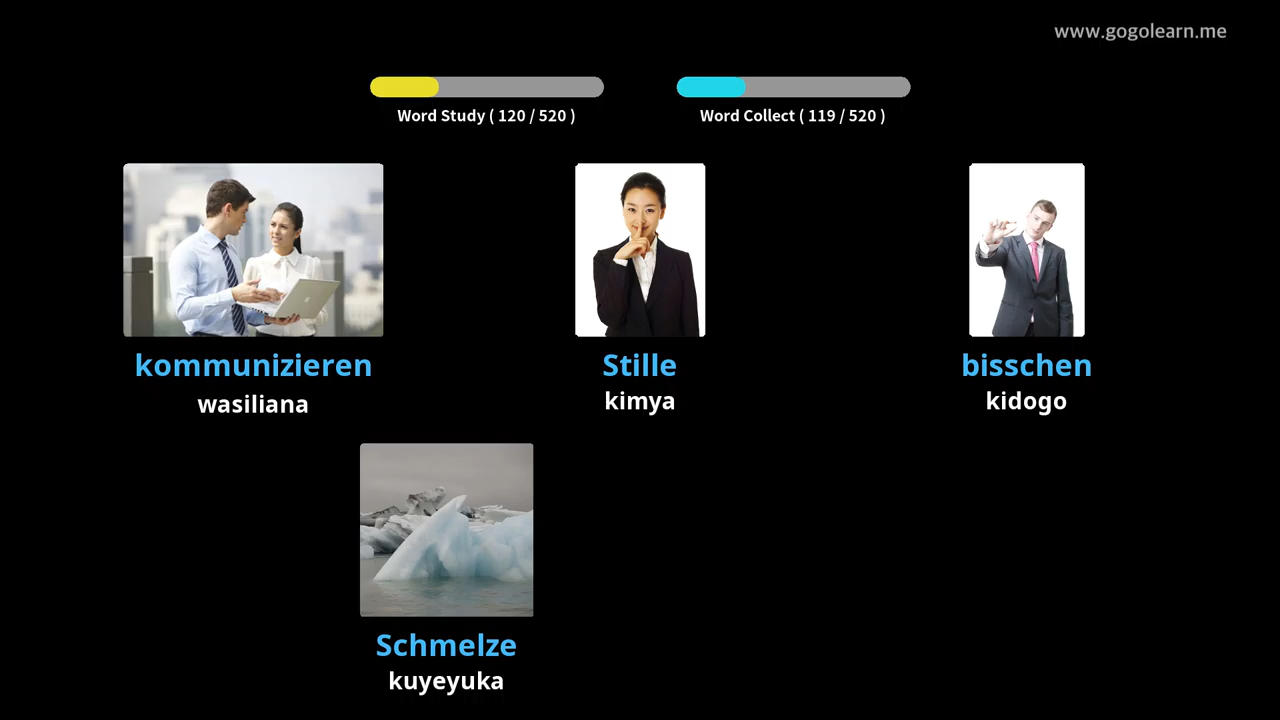 www.gogolearn.me
Word Study ( 120 / 520 )
Word Collect ( 119 / 520 )
kommunizieren
wasiliana
Stille
kimya
bisschen
kidogo
Schmelze
kuyeyuka